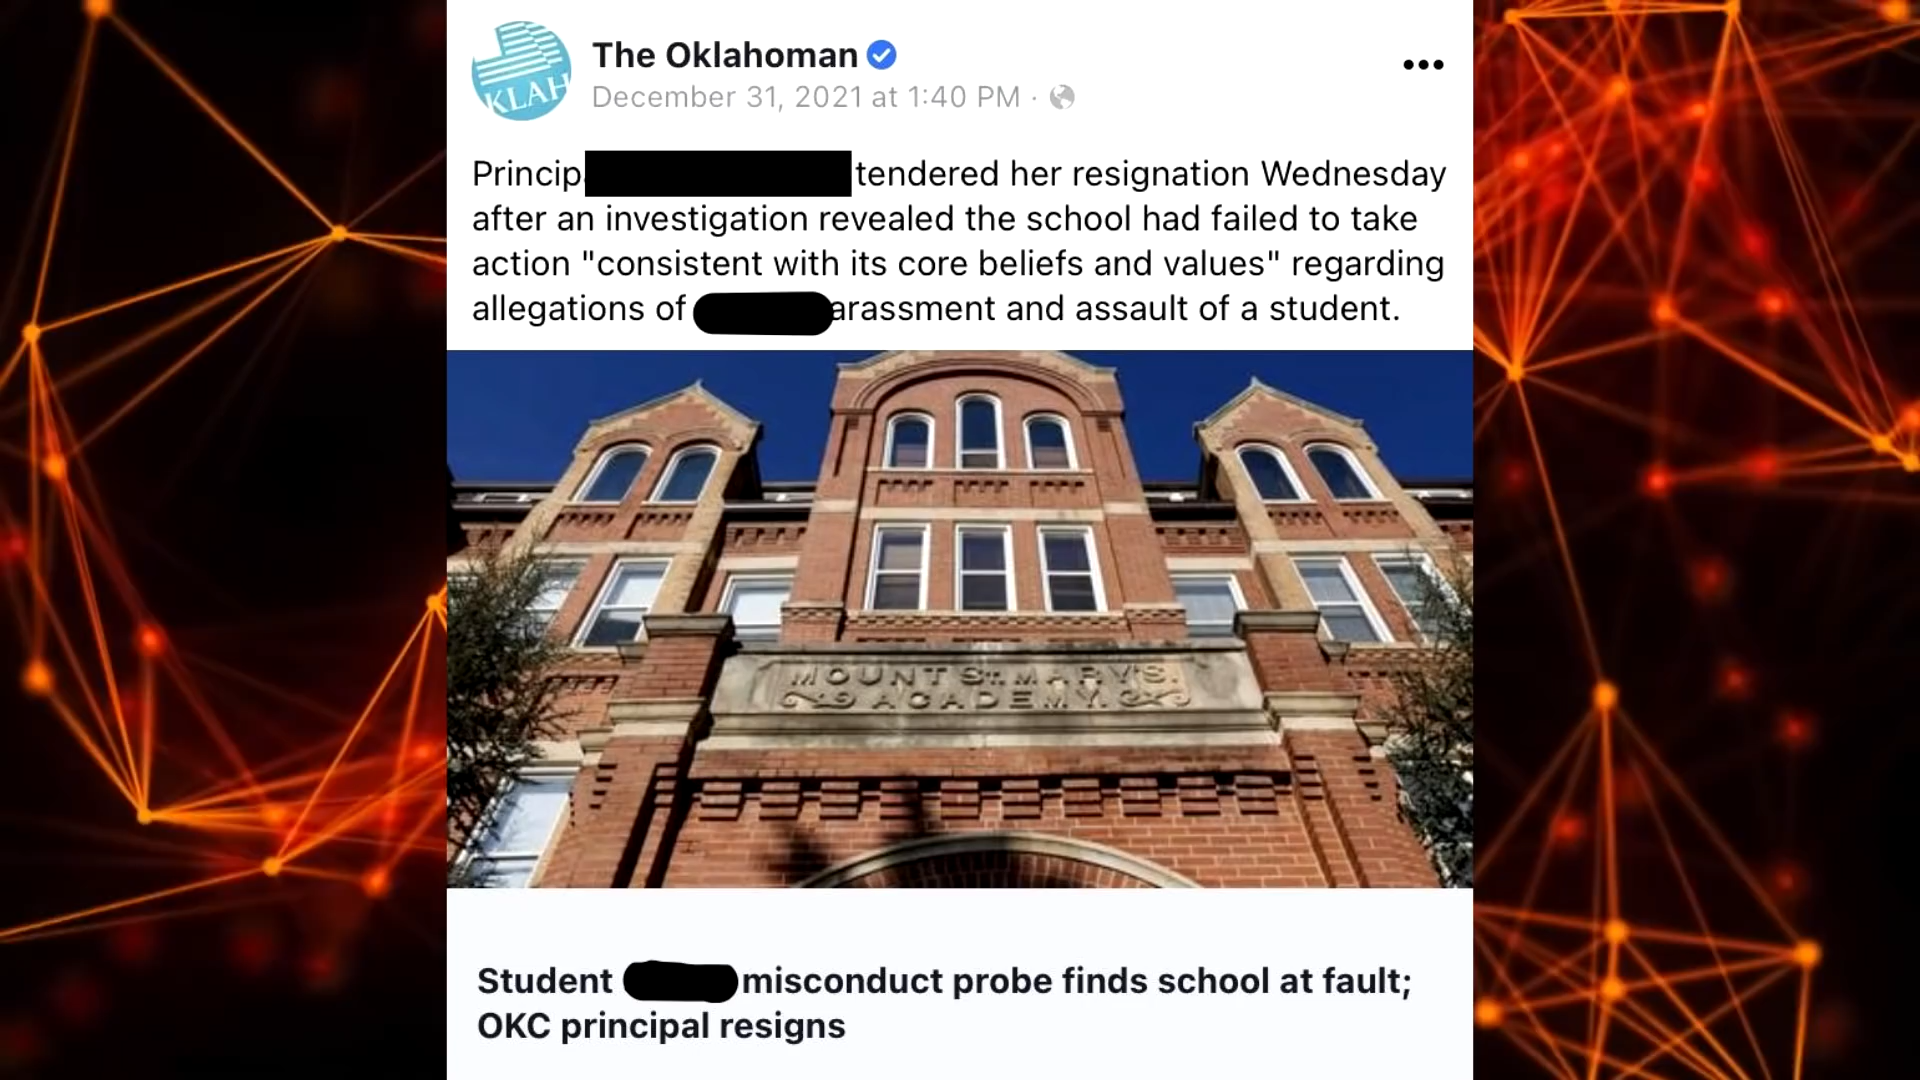 KLAH
The Oklahoman
December 31, 2021 at 1:40 PM ·
Princip tendered her resignation Wednesday
after an investigation revealed the school had failed to take
action "consistent with its core beliefs and values" regarding
allegations of arassment and assault of a student.
MOUNT ST. MARY'S.
ACADEMY.
Student misconduct probe finds school at fault;
OKC principal resigns